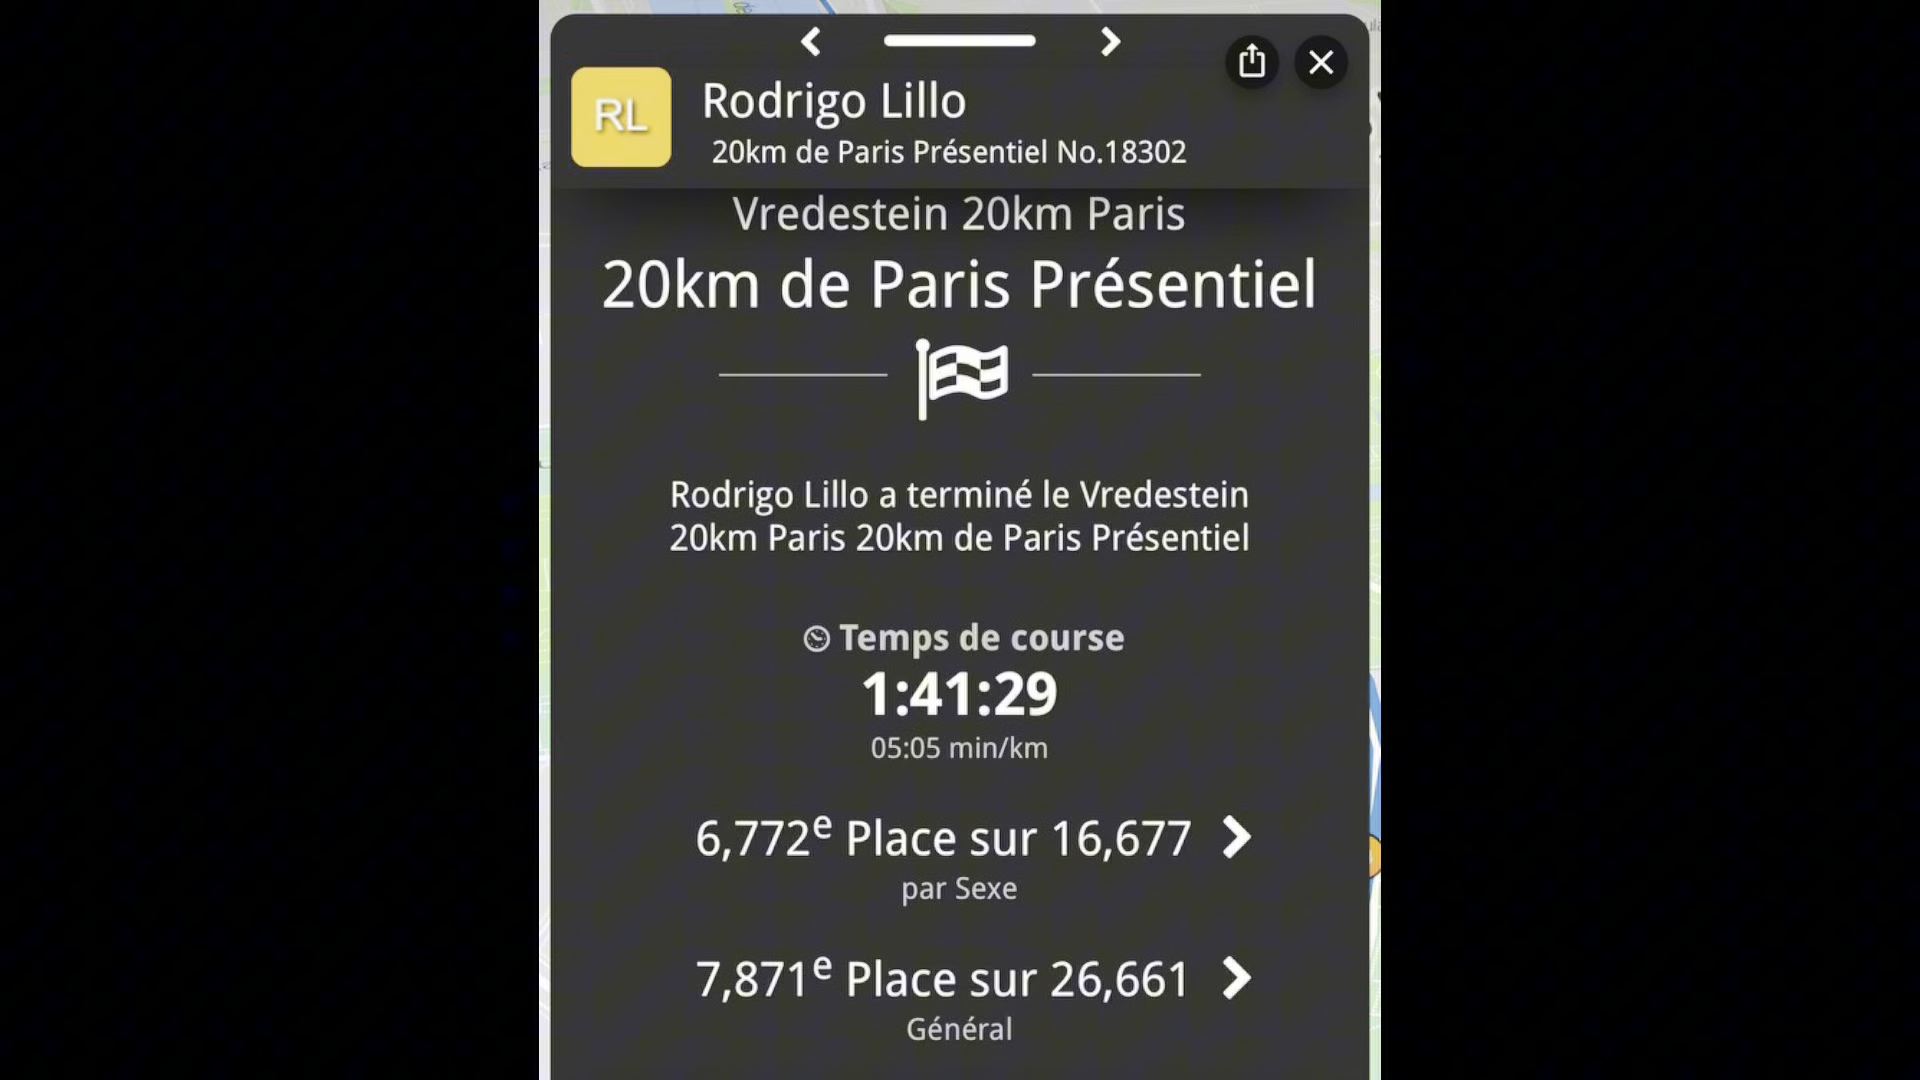 RL
Rodrigo Lillo
20km de Paris Présentiel No.18302
Vredestein 20km Paris
20km de Paris Présentiel
Rodrigo Lillo a terminé le Vredestein
20km Paris 20km de Paris Présentiel
Temps de course
1:41:29
05:05 min/km
6,772e Place sur 16,677
par Sexe
7,871e Place sur 26,661
Général